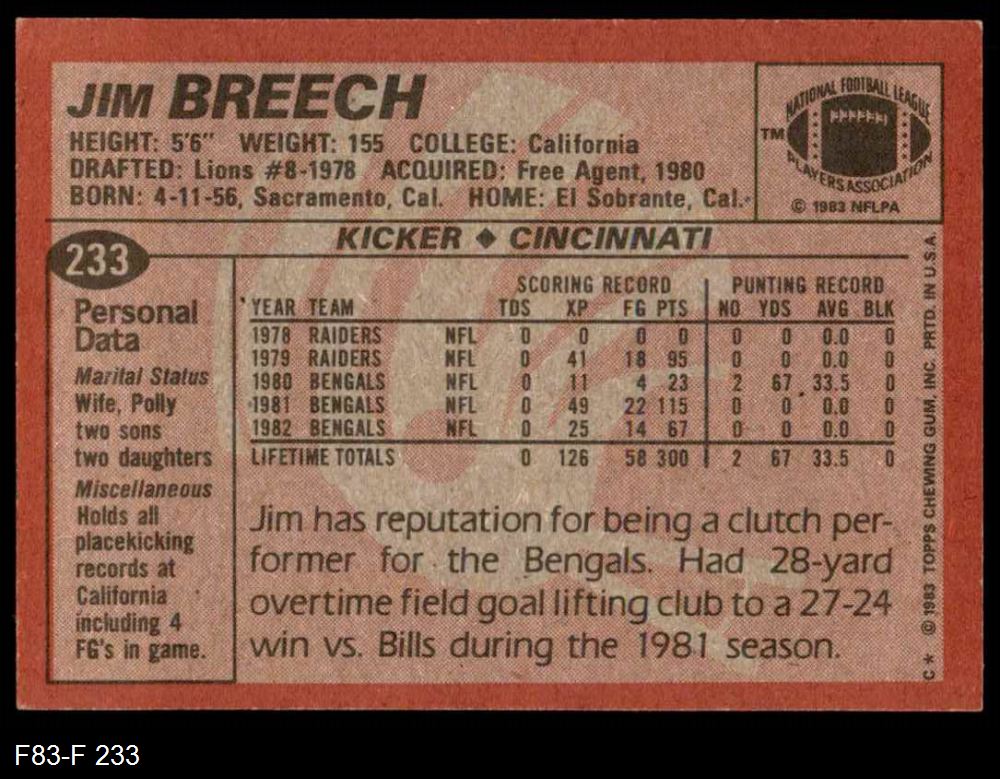 JIM BREECH
HEIGHT: 5'6" WEIGHT: 155 COLLEGE: California
DRAFTED: Lions #8-1978 ACQUIRED: Free Agent, 1980
BORN: 4-11-56, Sacramento, Cal. HOME: El Sobrante, Cal.
NATIONAL FOOTBALL LEAGUE
TM
PLAYERS ASSOCIATION
© 1983 NFLPA
KICKER ♦ CINCINNATI
233
Personal
Data
Marital Status
Wife, Polly
two sons
two daughters
Miscellaneous
Holds all
placekicking
records at
California
including 4
FG's in game.
SCORING RECORD PUNTING RECORD
YEAR TEAM TDS XP FG PTS NO YDS AVG BLK
1978 RAIDERS NFL 0 0 0 0 0 0 0.0 0
1979 RAIDERS NFL 0 41 18 95 0 0 0.0 0
1980 BENGALS NFL 0 11 4 23 2 67 33.5 0
1981 BENGALS NFL 0 49 22 115 0 0 0.0 0
1982 BENGALS NFL 0 25 14 67 0 0 0.0 0
LIFETIME TOTALS 0 126 58 300 2 67 33.5 0
Jim has reputation for being a clutch per-
former for the Bengals. Had 28-yard
overtime field goal lifting club to a 27-24
win vs. Bills during the 1981 season.
C* © 1983 TOPPS CHEWING GUM, INC. PRTD. IN U.S.A.
F83-F 233